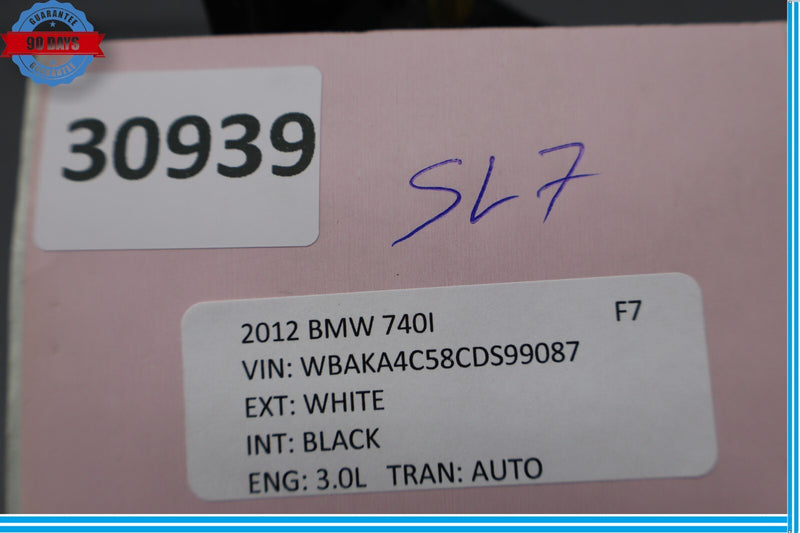 GUARANTEE
90 DAYS
GUARANTEE
30939
SL7
2012 BMW 740I F7
VIN: WBAKA4C58CDS99087
EXT: WHITE
INT: BLACK
ENG: 3.0L TRAN: AUTO